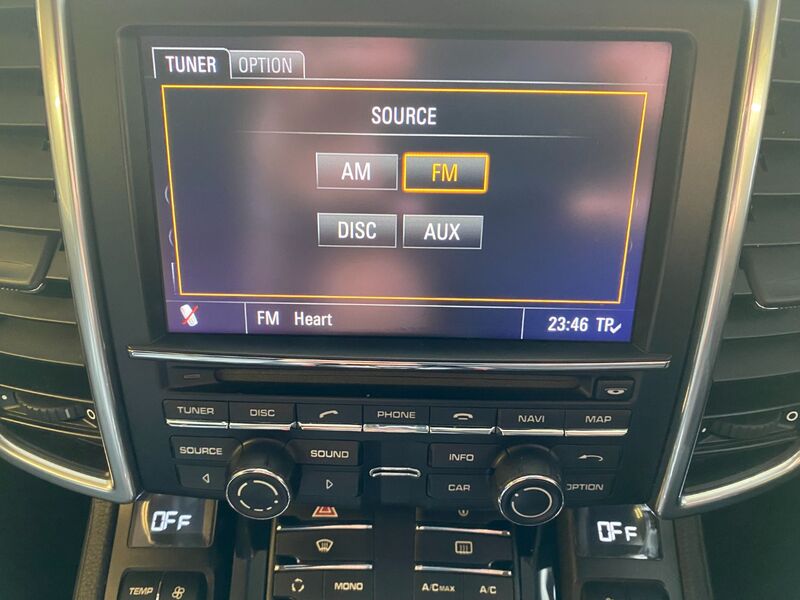 TUNER OPTION
SOURCE
AM FM
DISC AUX
FM Heart 23:46 TP
TUNER DISC PHONE NAVI MAP
SOURCE SOUND INFO
CAR OPTION
OFF OFF
TEMP MONO A/C MAX A/C